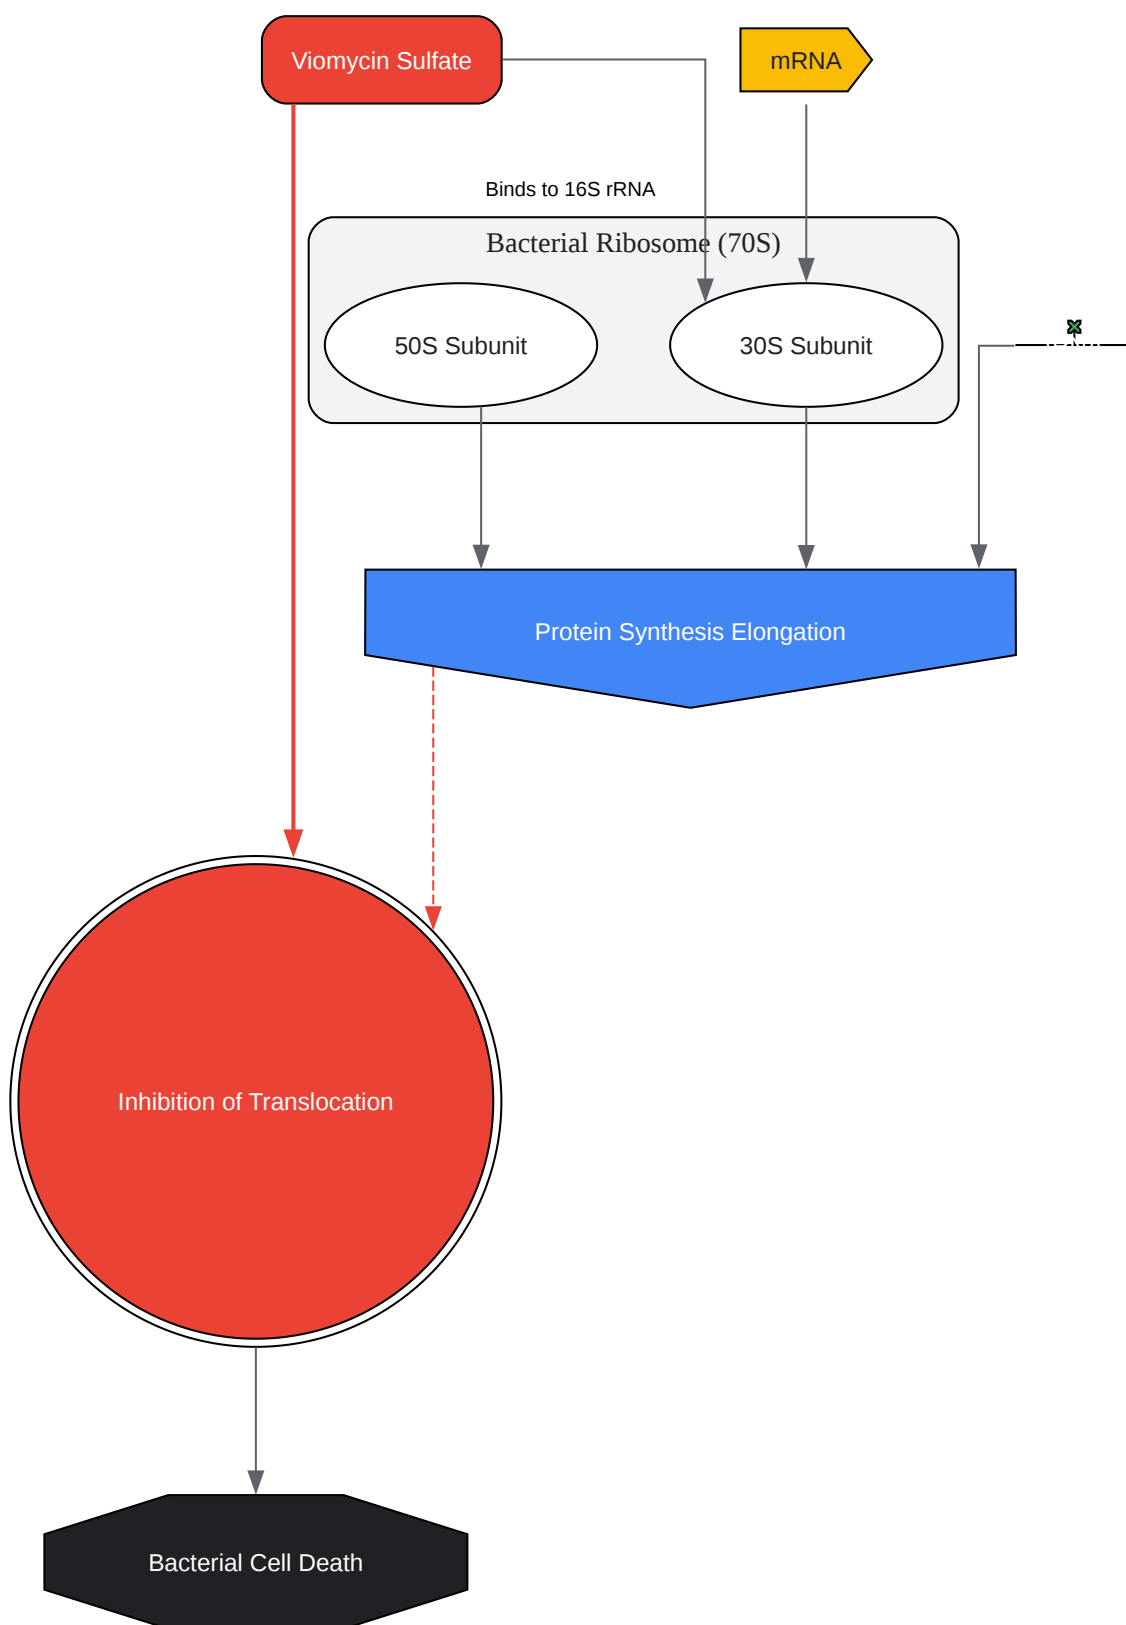 Viomycin Sulfate
mRNA
Binds to 16S rRNA
Bacterial Ribosome (70S)
50S Subunit
30S Subunit
Protein Synthesis Elongation
Inhibition of Translocation
Bacterial Cell Death